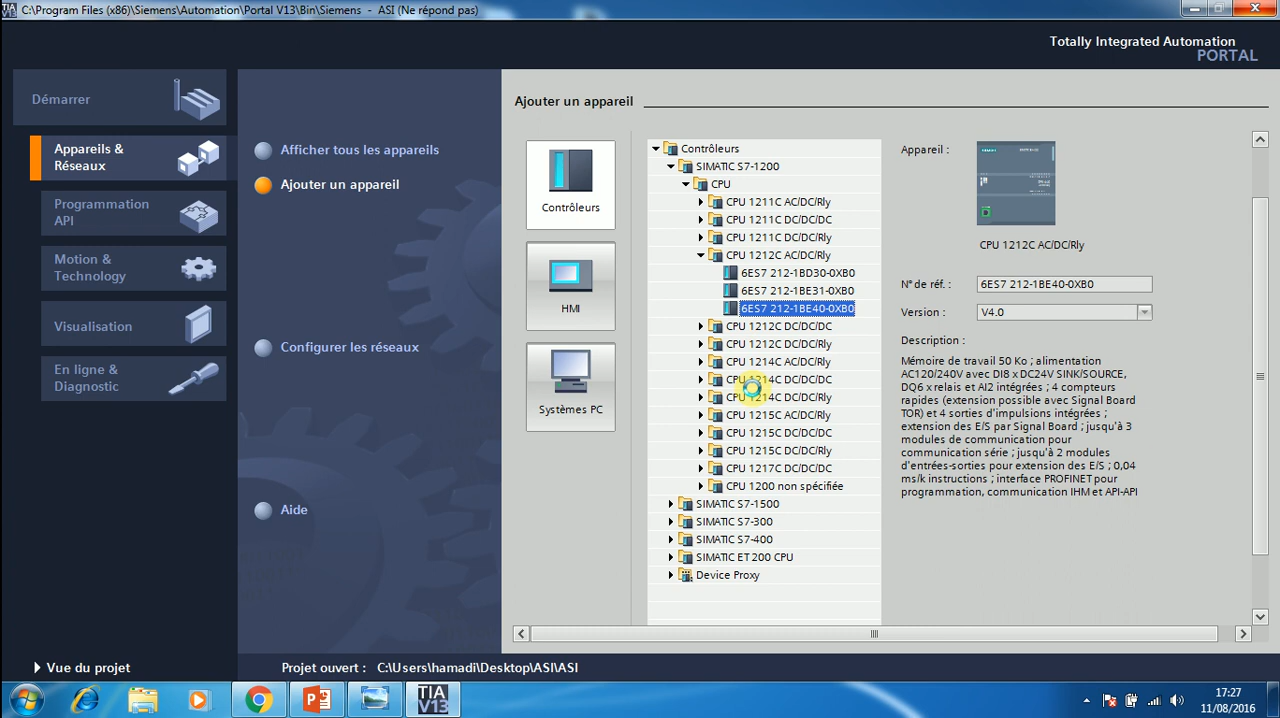 TIA
V13
C:\Program Files (x86)\Siemens\Automation\Portal V13\Bin\Siemens - ASI (Ne répond pas)
Totally Integrated Automation
PORTAL
Démarrer
Appareils &
Réseaux
Programmation
API
Motion &
Technology
Visualisation
En ligne &
Diagnostic
Afficher tous les appareils
Ajouter un appareil
Configurer les réseaux
Aide
Ajouter un appareil
Contrôleurs
HMI
Systèmes PC
Contrôleurs
SIMATIC S7-1200
CPU
CPU 1211C AC/DC/Rly
CPU 1211C DC/DC/DC
CPU 1211C DC/DC/Rly
CPU 1212C AC/DC/Rly
6ES7 212-1BD30-0XB0
6ES7 212-1BE31-0XB0
6ES7 212-1BE40-0XB0
CPU 1212C DC/DC/DC
CPU 1212C DC/DC/Rly
CPU 1214C AC/DC/Rly
CPU 1214C DC/DC/DC
CPU 1214C DC/DC/Rly
CPU 1215C AC/DC/Rly
CPU 1215C DC/DC/DC
CPU 1215C DC/DC/Rly
CPU 1217C DC/DC/DC
CPU 1200 non spécifiée
SIMATIC S7-1500
SIMATIC S7-300
SIMATIC S7-400
SIMATIC ET 200 CPU
Device Proxy
Appareil :
CPU 1212C AC/DC/Rly
N° de réf. :
6ES7 212-1BE40-0XB0
Version :
V4.0
Description :
Mémoire de travail 50 Ko ; alimentation
AC120/240V avec DI8 x DC24V SINK/SOURCE,
DQ6 x relais et AI2 intégrées ; 4 compteurs
rapides (extension possible avec Signal Board
TOR) et 4 sorties d'impulsions intégrées ;
extension des E/S par Signal Board ; jusqu'à 3
modules de communication pour
communication série ; jusqu'à 2 modules
d'entrées-sorties pour extension des E/S ; 0,04
ms/k instructions ; interface PROFINET pour
programmation, communication IHM et API-API
Vue du projet
Projet ouvert : C:\Users\hamadi\Desktop\ASI\ASI
TIA
V13
17:27
11/08/2016